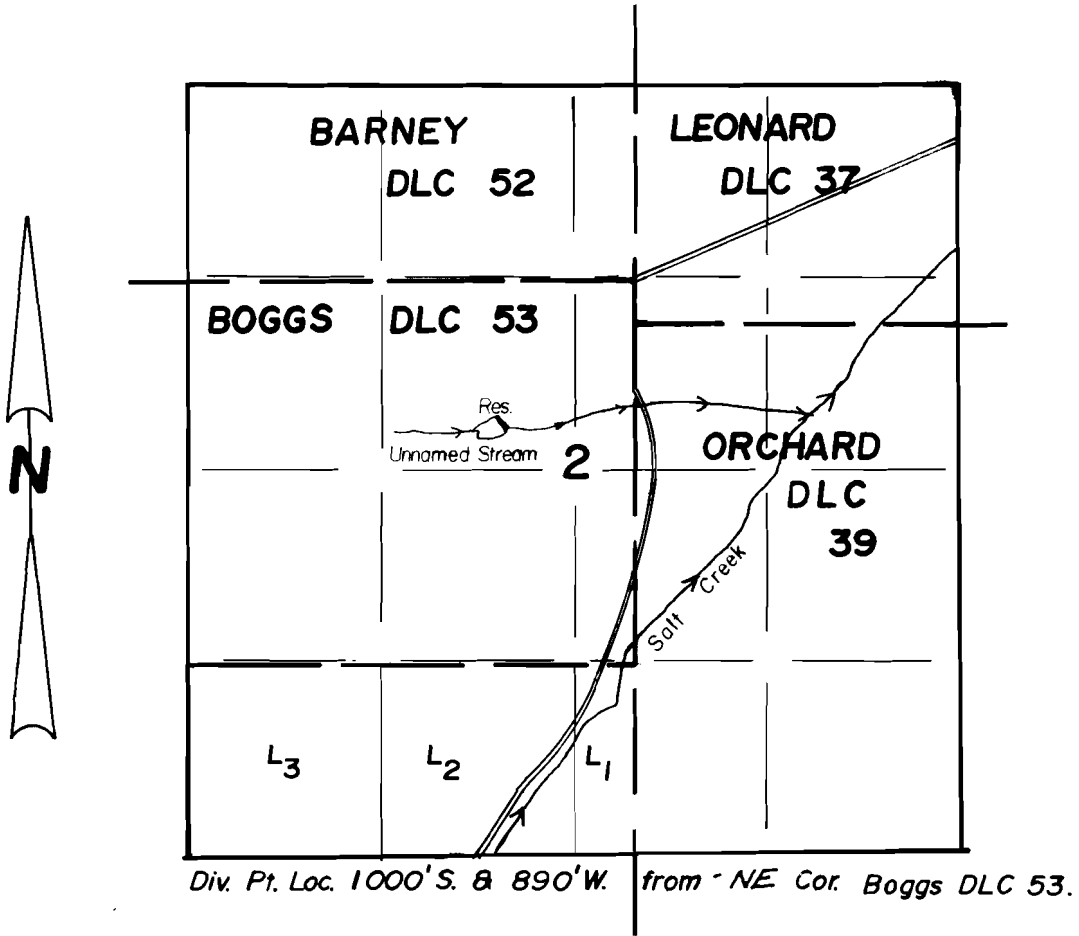 BARNEY
DLC 52
LEONARD
DLC 37
BOGGS DLC 53
Res.
Unnamed Stream
2
ORCHARD
DLC
39
N
Salt Creek
L3
L2
L1
Div. Pt. Loc. 1000'S. & 890'W. from - NE Cor. Boggs DLC 53.